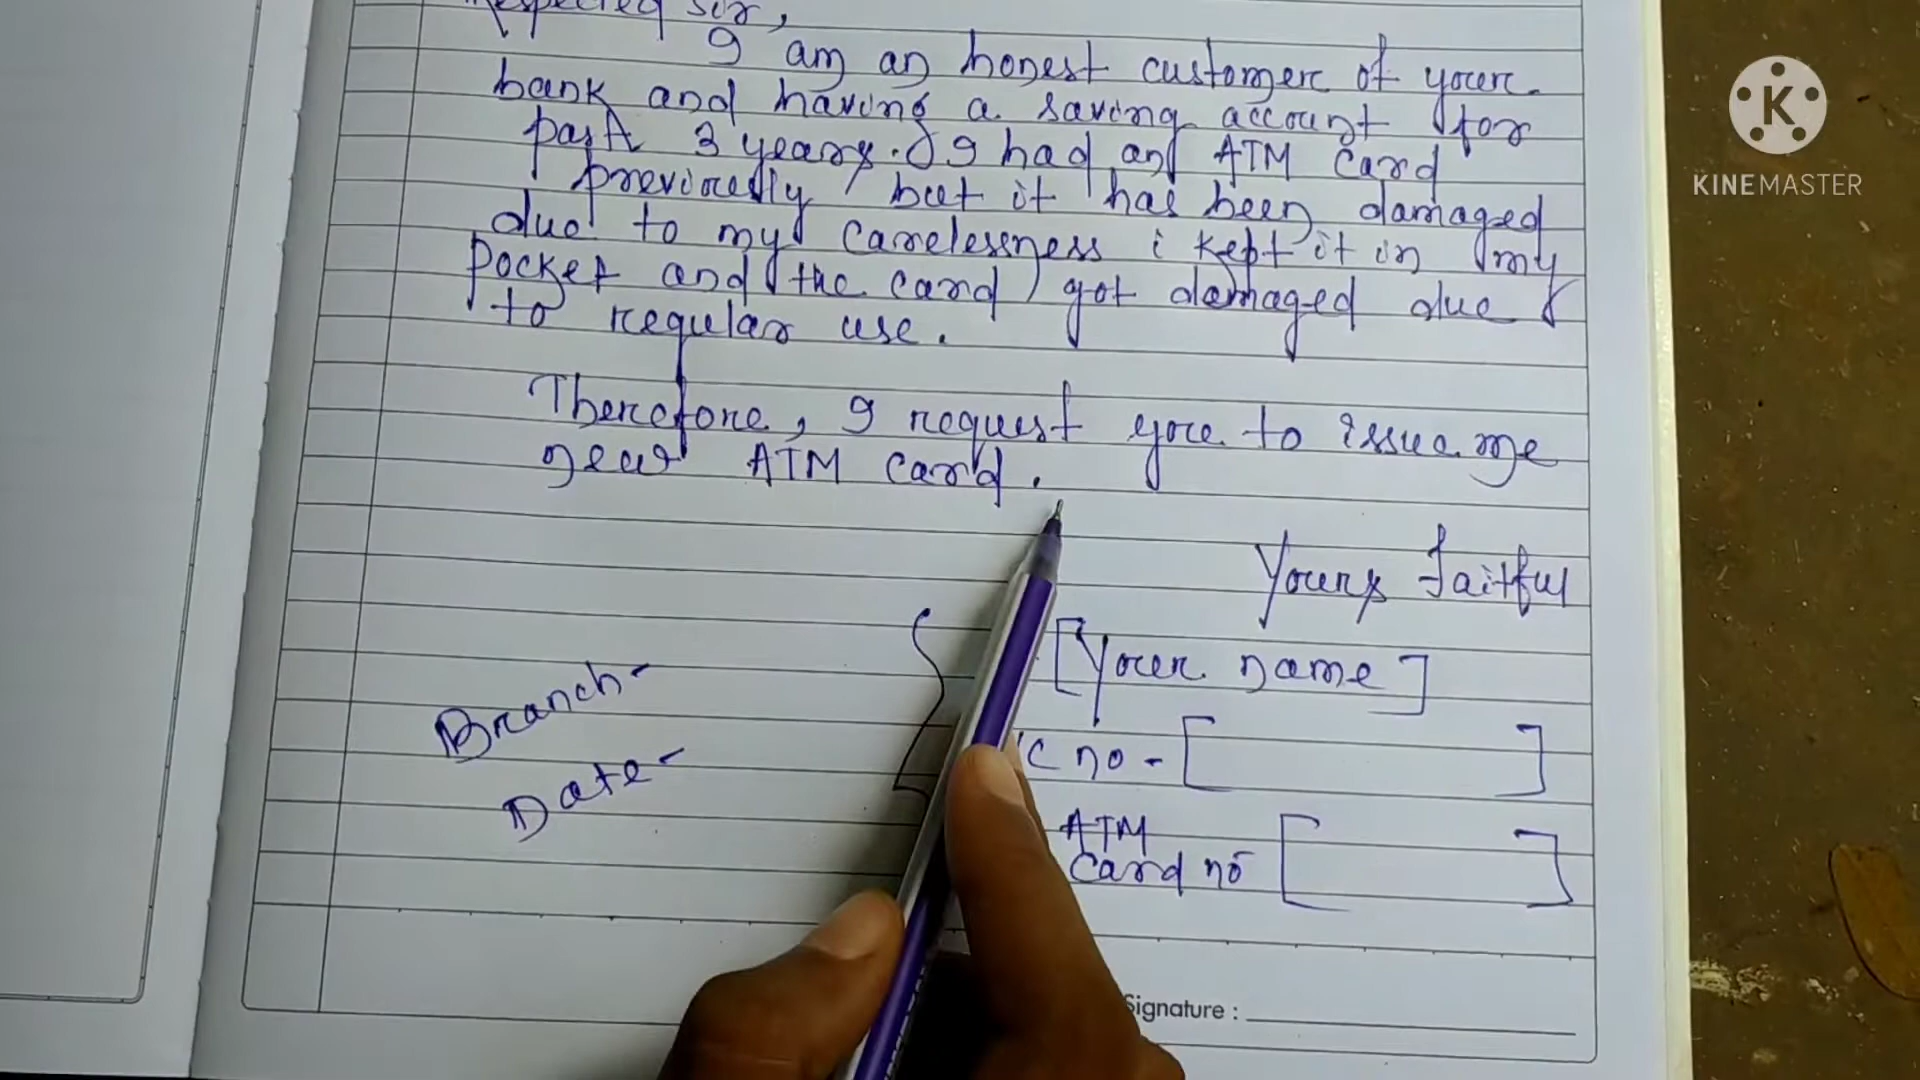 Respected sir,
I am an honest customer of your
bank and having a saving account for
past 3 years. I had an ATM Card
previously, but it has been damaged
due to my carelessness i kept it in my
Pocket and the card got damaged due
to regular use.
Therefore, I request you to issue me
new ATM Card.
Yours faitful
[Your name]
Branch-
C no - [ ]
Date-
ATM
Card no [ ]
Signature :
K
KINEMASTER